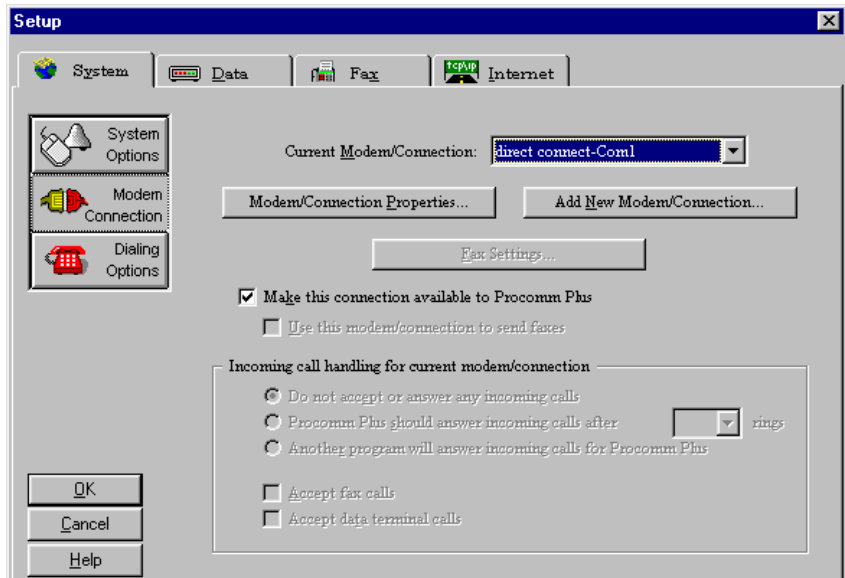 Setup
System
Data
Fax
tcp\ip
Internet
System
Options
Modem
Connection
Dialing
Options
Current Modem/Connection:
direct connect-Com1
Modem/Connection Properties...
Add New Modem/Connection...
Fax Settings...
Make this connection available to Procomm Plus
Use this modem/connection to send faxes
Incoming call handling for current modem/connection
Do not accept or answer any incoming calls
Procomm Plus should answer incoming calls after rings
Another program will answer incoming calls for Procomm Plus
Accept fax calls
Accept data terminal calls
OK
Cancel
Help